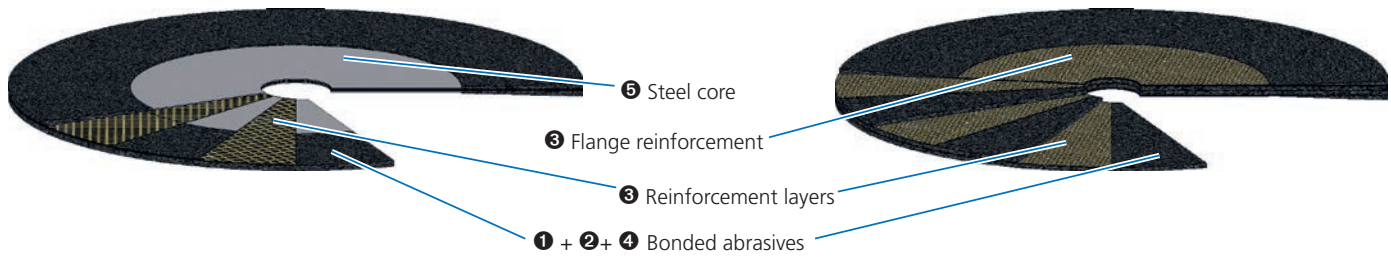 ❺ Steel core
❸ Flange reinforcement
❸ Reinforcement layers
❶ + ❷+ ❹ Bonded abrasives